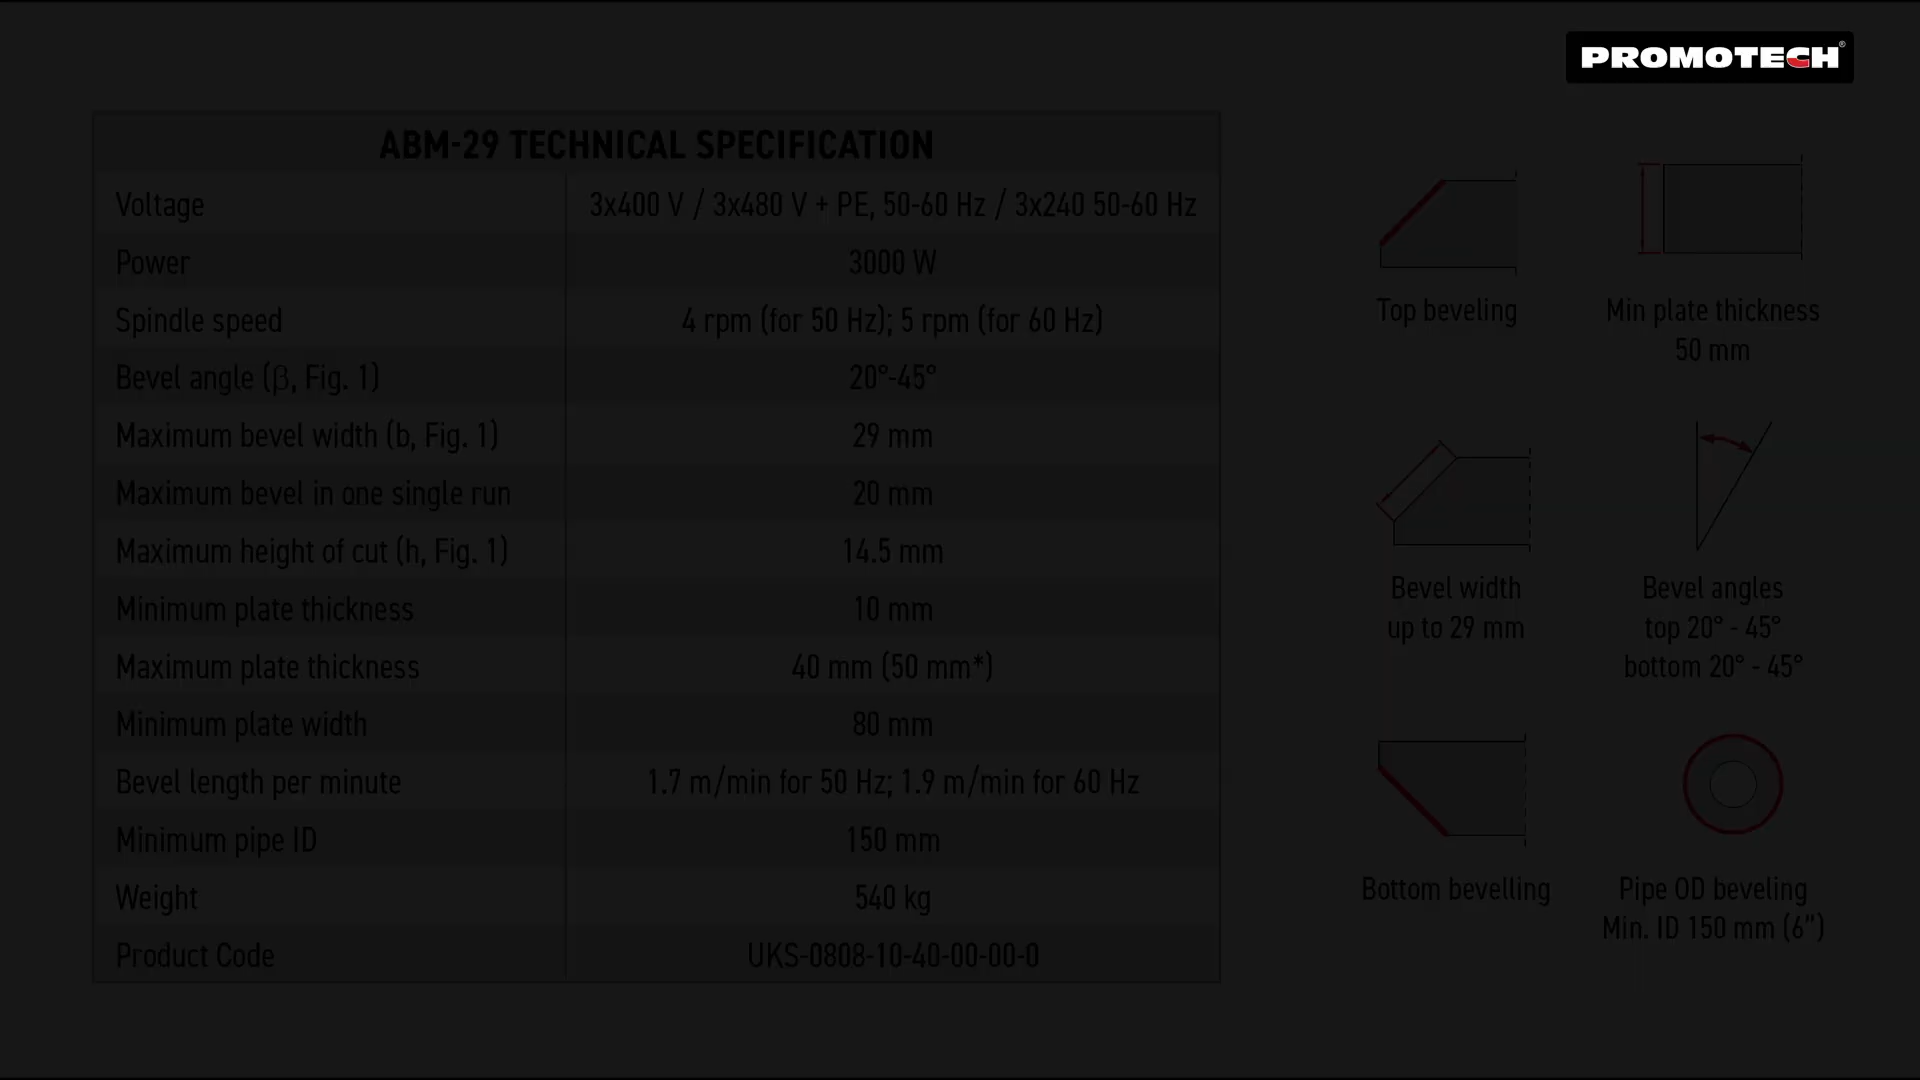 PROMOTECH®
ABM-29 TECHNICAL SPECIFICATION
Voltage 3x400 V / 3x480 V + PE, 50-60 Hz / 3x240 50-60 Hz
Power 3000 W
Spindle speed 4 rpm (for 50 Hz); 5 rpm (for 60 Hz)
Bevel angle (β, Fig. 1) 20°-45°
Maximum bevel width (b, Fig. 1) 29 mm
Maximum bevel in one single run 20 mm
Maximum height of cut (h, Fig. 1) 14.5 mm
Minimum plate thickness 10 mm
Maximum plate thickness 40 mm (50 mm*)
Minimum plate width 80 mm
Bevel length per minute 1.7 m/min for 50 Hz; 1.9 m/min for 60 Hz
Minimum pipe ID 150 mm
Weight 540 kg
Product Code UKS-0808-10-40-00-00-0
Top beveling
Min plate thickness
50 mm
Bevel width
up to 29 mm
Bevel angles
top 20° - 45°
bottom 20° - 45°
Bottom bevelling
Pipe OD beveling
Min. ID 150 mm (6”)